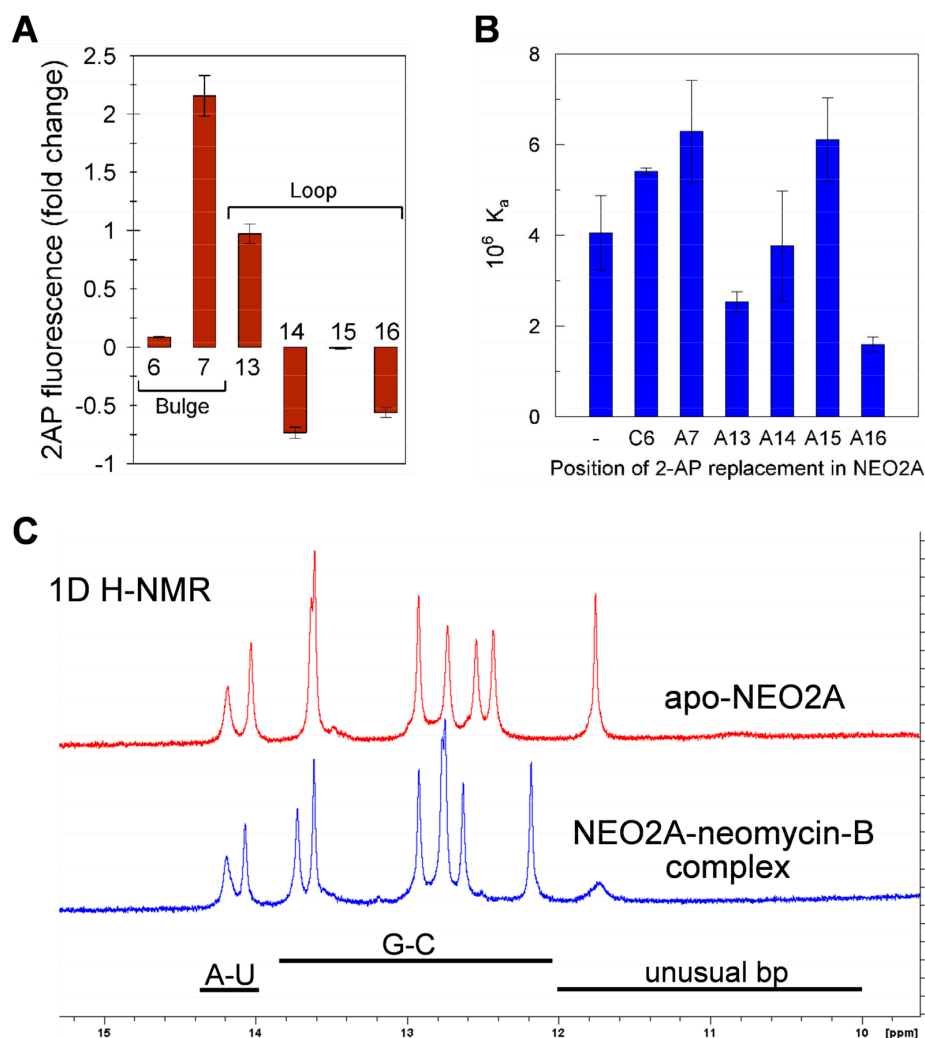 A
2AP fluorescence (fold change)
2.5
2
1.5
1
0.5
0
-0.5
-1
Loop
14
15
16
6
7
13
Bulge
B
10⁶ Kₐ
8
6
4
2
0
- C6 A7 A13 A14 A15 A16
Position of 2-AP replacement in NEO2A
C
1D H-NMR
apo-NEO2A
NEO2A-neomycin-B
complex
G-C
A-U
unusual bp
15 14 13 12 11 10 [ppm]